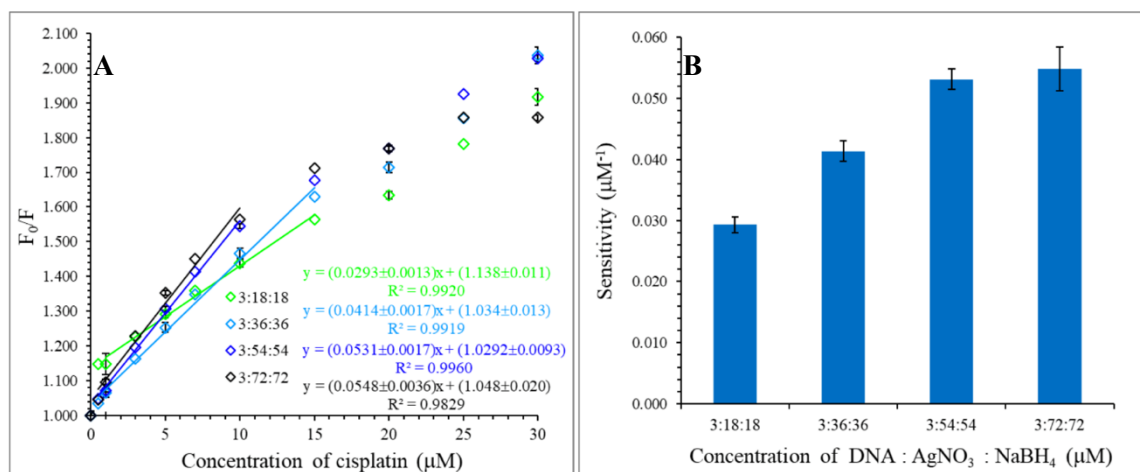 A
2.100
2.000
1.900
1.800
1.700
1.600
1.500
1.400
1.300
1.200
1.100
1.000
F₀/F
0 5 10 15 20 25 30
Concentration of cisplatin (µM)
3:18:18
3:36:36
3:54:54
3:72:72
y = (0.0293±0.0013)x + (1.138±0.011)
R² = 0.9920
y = (0.0414±0.0017)x + (1.034±0.013)
R² = 0.9919
y = (0.0531±0.0017)x + (1.0292±0.0093)
R² = 0.9960
y = (0.0548±0.0036)x + (1.048±0.020)
R² = 0.9829
B
0.060
0.050
0.040
0.030
0.020
0.010
0.000
Sensitivity (µM⁻¹)
3:18:18 3:36:36 3:54:54 3:72:72
Concentration of DNA : AgNO₃ : NaBH₄ (µM)